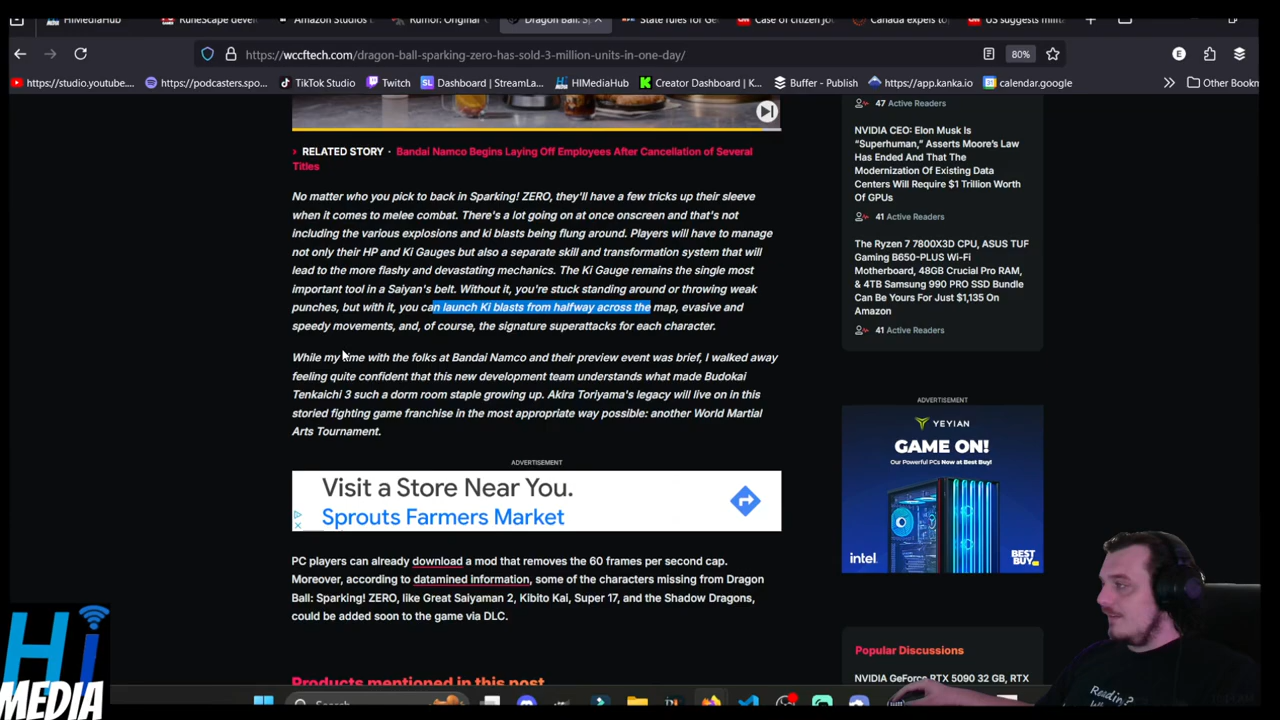 HiMediaHub
RuneScape devel
Amazon Studios t
Rumor: Original
Dragon Ball: S
State rules for Ge
Case of citizen jo
Canada expels to
US suggests milita
https://wccftech.com/dragon-ball-sparking-zero-has-sold-3-million-units-in-one-day/
80%
E
https://studio.youtube...
https://podcasters.spo...
TikTok Studio
Twitch
SL
Dashboard | StreamLa...
HIMediaHub
Creator Dashboard | K...
Buffer - Publish
https://app.kanka.io
calendar.google
Other Bookn
RELATED STORY · Bandai Namco Begins Laying Off Employees After Cancellation of Several
Titles
No matter who you pick to back in Sparking! ZERO, they'll have a few tricks up their sleeve
when it comes to melee combat. There's a lot going on at once onscreen and that's not
including the various explosions and ki blasts being flung around. Players will have to manage
not only their HP and Ki Gauges but also a separate skill and transformation system that will
lead to the more flashy and devastating mechanics. The Ki Gauge remains the single most
important tool in a Saiyan's belt. Without it, you're stuck standing around or throwing weak
punches, but with it, you can launch Ki blasts from halfway across the map, evasive and
speedy movements, and, of course, the signature superattacks for each character.
While my time with the folks at Bandai Namco and their preview event was brief, I walked away
feeling quite confident that this new development team understands what made Budokai
Tenkaichi 3 such a dorm room staple growing up. Akira Toriyama's legacy will live on in this
storied fighting game franchise in the most appropriate way possible: another World Martial
Arts Tournament.
ADVERTISEMENT
Visit a Store Near You.
Sprouts Farmers Market
PC players can already download a mod that removes the 60 frames per second cap.
Moreover, according to datamined information, some of the characters missing from Dragon
Ball: Sparking! ZERO, like Great Saiyaman 2, Kibito Kai, Super 17, and the Shadow Dragons,
could be added soon to the game via DLC.
Products mentioned in this post
47 Active Readers
NVIDIA CEO: Elon Musk Is
"Superhuman," Asserts Moore's Law
Has Ended And That The
Modernization Of Existing Data
Centers Will Require $1 Trillion Worth
Of GPUs
41 Active Readers
The Ryzen 7 7800X3D CPU, ASUS TUF
Gaming B650-PLUS Wi-Fi
Motherboard, 48GB Crucial Pro RAM,
& 4TB Samsung 990 PRO SSD Bundle
Can Be Yours For Just $1,135 On
Amazon
41 Active Readers
ADVERTISEMENT
YEYIAN
GAME ON!
Our Powerful PCs Now at Best Buy!
intel
BEST
BUY
Popular Discussions
NVIDIA GeForce RTX 5090 32 GB, RTX
Hi
MEDIA
Search
Reading?